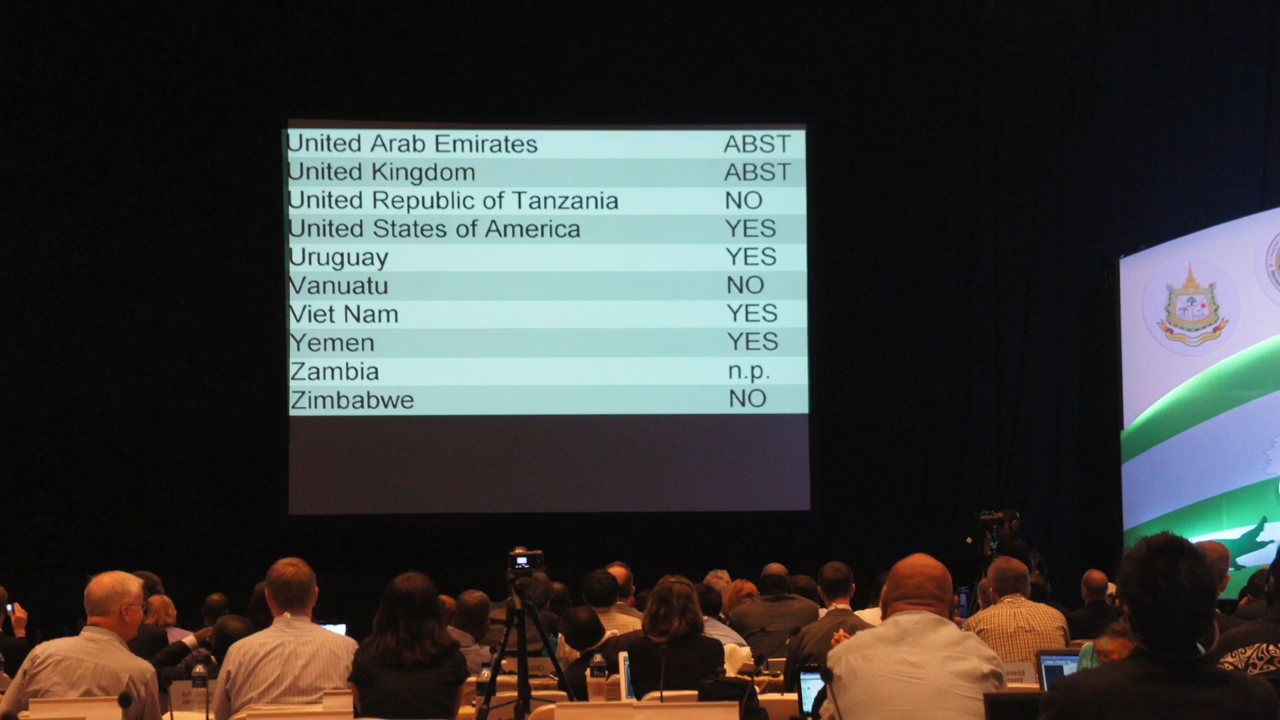 United Arab Emirates ABST
United Kingdom ABST
United Republic of Tanzania NO
United States of America YES
Uruguay YES
Vanuatu NO
Viet Nam YES
Yemen YES
Zambia n.p.
Zimbabwe NO